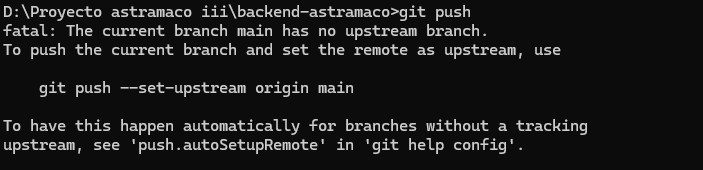 D:\Proyecto astramaco iii\backend-astramaco>git push
fatal: The current branch main has no upstream branch.
To push the current branch and set the remote as upstream, use
    git push --set-upstream origin main
To have this happen automatically for branches without a tracking
upstream, see 'push.autoSetupRemote' in 'git help config'.